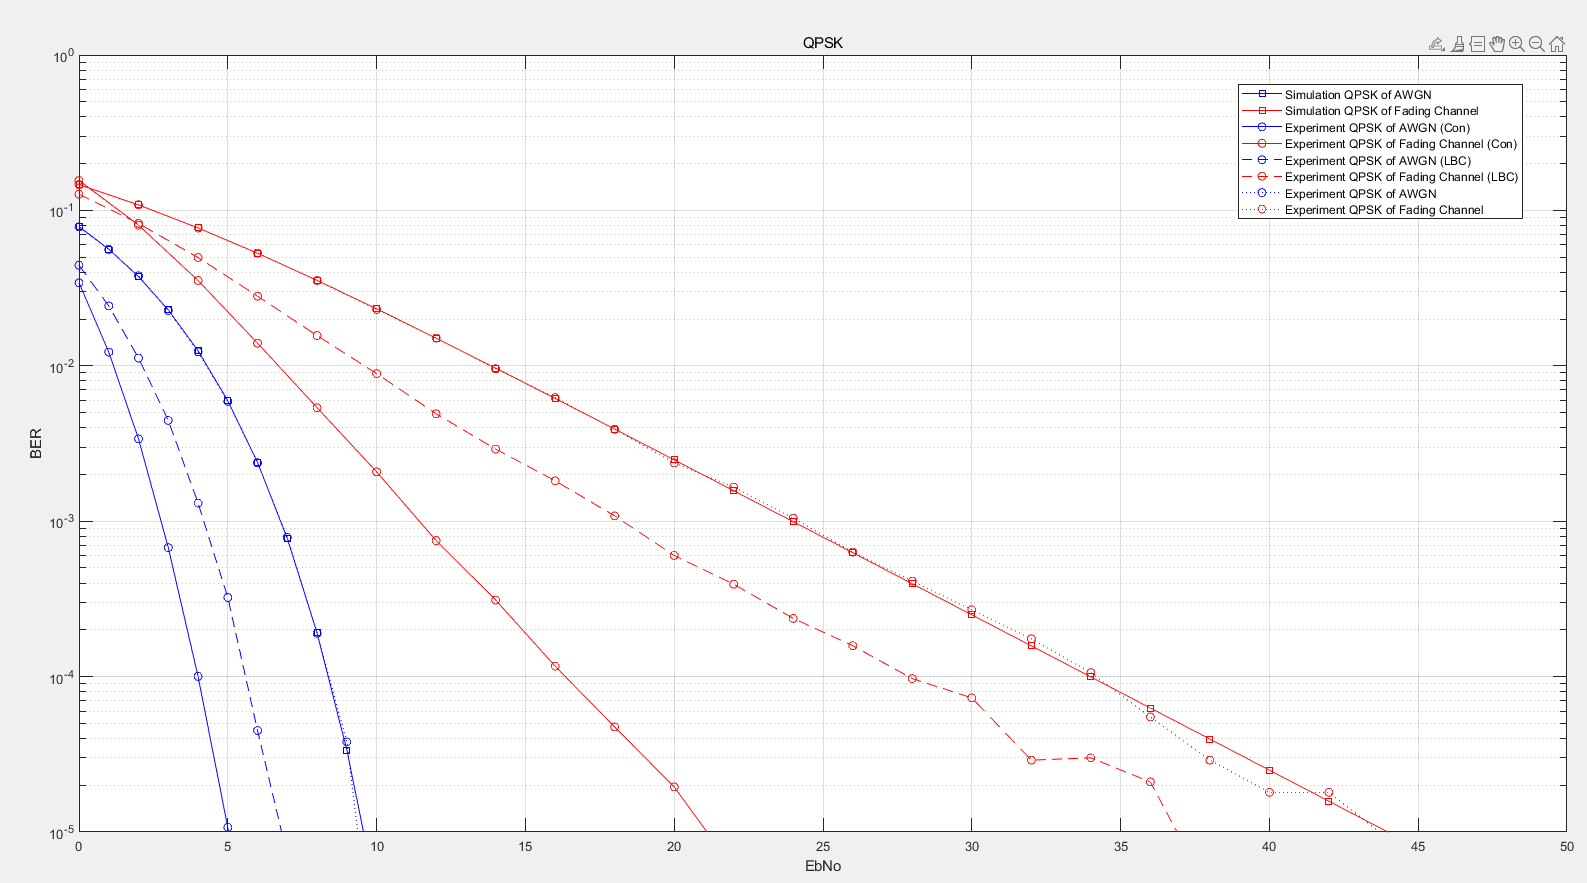 QPSK
10^0
10^-1
10^-2
10^-3
10^-4
10^-5
BER
0 5 10 15 20 25 30 35 40 45 50
EbNo
Simulation QPSK of AWGN
Simulation QPSK of Fading Channel
Experiment QPSK of AWGN (Con)
Experiment QPSK of Fading Channel (Con)
Experiment QPSK of AWGN (LBC)
Experiment QPSK of Fading Channel (LBC)
Experiment QPSK of AWGN
Experiment QPSK of Fading Channel